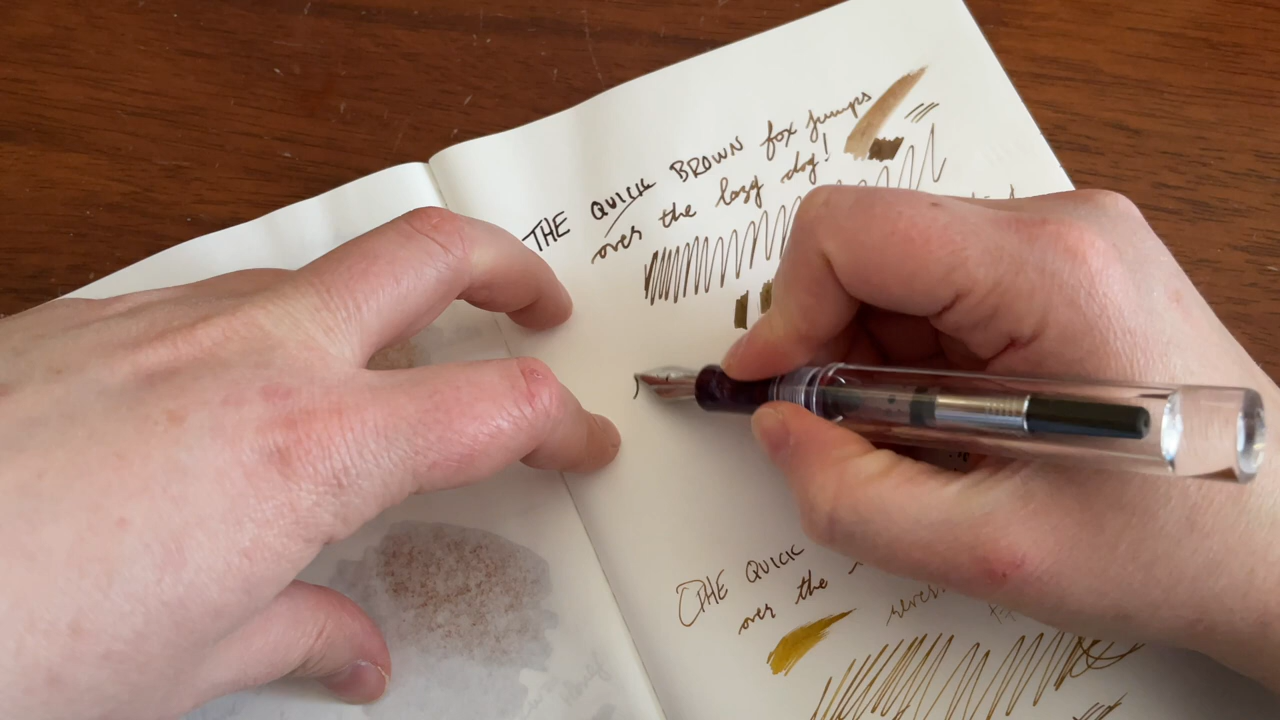 THE QUICK BROWN fox jumps
over the lazy dog!
THE QUICK
over the